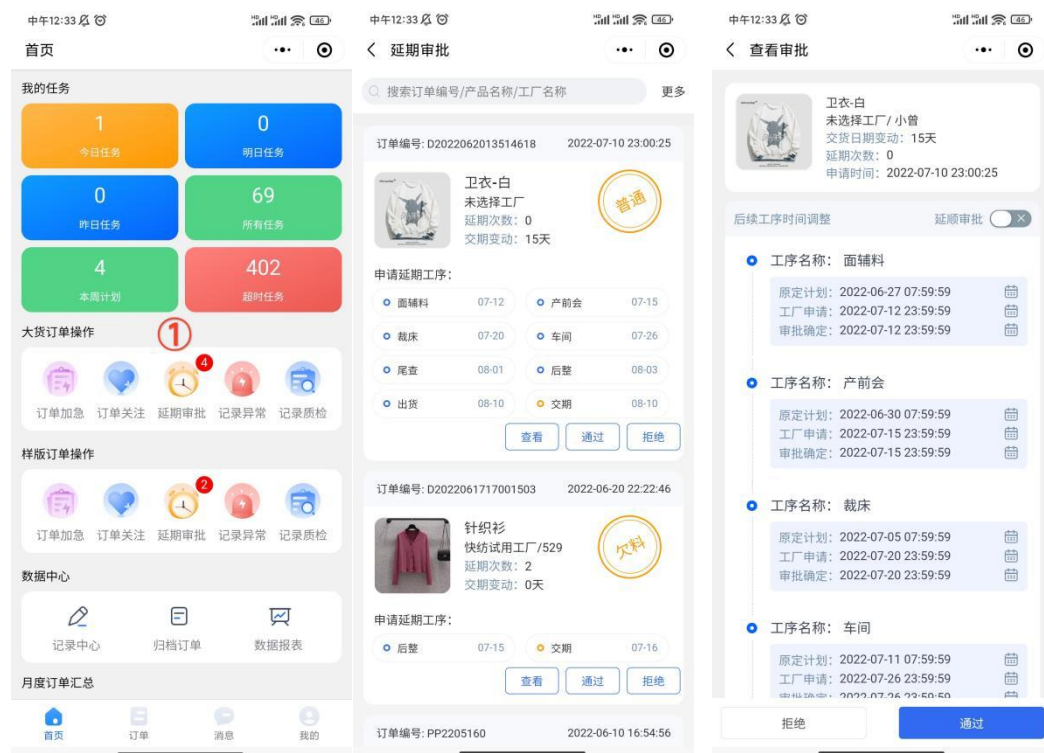 中午12:33
HD HD 46
首页
我的任务
1
今日任务
0
明日任务
0
昨日任务
69
所有任务
4
本周计划
402
超时任务
大货订单操作
①
4
订单加急 订单关注 延期审批 记录异常 记录质检
样版订单操作
2
订单加急 订单关注 延期审批 记录异常 记录质检
数据中心
记录中心 归档订单 数据报表
月度订单汇总
首页 订单 消息 我的
中午12:33
HD HD 46
延期审批
搜索订单编号/产品名称/工厂名称 更多
订单编号: D2022062013514618 2022-07-10 23:00:25
卫衣-白
未选择工厂
延期次数: 0
交期变动: 15天
普通
申请延期工序:
面辅料 07-12 产前会 07-15
裁床 07-20 车间 07-26
尾查 08-01 后整 08-03
出货 08-10 交期 08-10
查看 通过 拒绝
订单编号: D2022061717001503 2022-06-20 22:22:46
针织衫
快纺试用工厂/529
延期次数: 2
交期变动: 0天
欠料
申请延期工序:
后整 07-15 交期 07-16
查看 通过 拒绝
订单编号: PP2205160 2022-06-10 16:54:56
中午12:33
HD HD 46
查看审批
卫衣-白
未选择工厂/ 小曾
交货日期变动: 15天
延期次数: 0
申请时间: 2022-07-10 23:00:25
后续工序时间调整 延顺审批
工序名称: 面辅料
原定计划: 2022-06-27 07:59:59
工厂申请: 2022-07-12 23:59:59
审批确定: 2022-07-12 23:59:59
工序名称: 产前会
原定计划: 2022-06-30 07:59:59
工厂申请: 2022-07-15 23:59:59
审批确定: 2022-07-15 23:59:59
工序名称: 裁床
原定计划: 2022-07-05 07:59:59
工厂申请: 2022-07-20 23:59:59
审批确定: 2022-07-20 23:59:59
工序名称: 车间
原定计划: 2022-07-11 07:59:59
工厂申请: 2022-07-26 23:59:59
审批确定: 2022-07-26 23:59:59
拒绝 通过